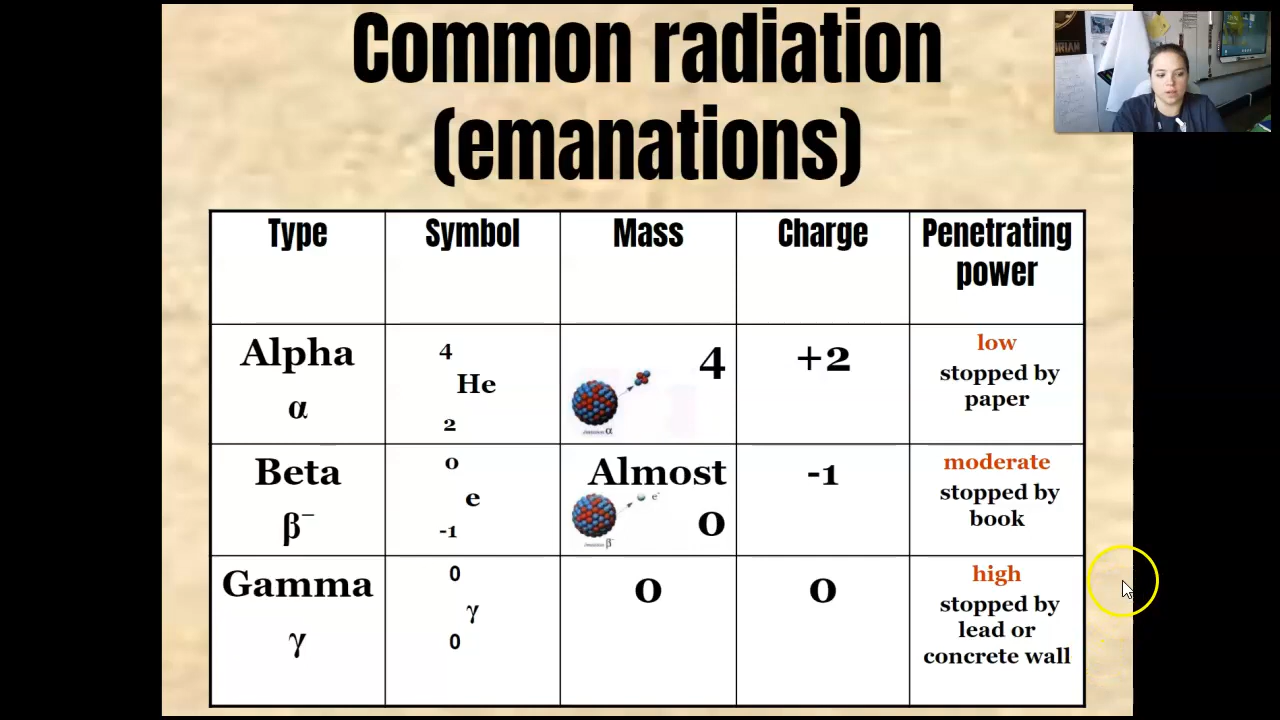 Common radiation
(emanations)
Type
Symbol
Mass
Charge
Penetrating
power
Alpha
α
4
He
2
α
4
+2
low
stopped by
paper
Beta
β⁻
0
e
-1
Almost
e⁻
β⁻
0
-1
moderate
stopped by
book
Gamma
γ
0
γ
0
0
0
high
stopped by
lead or
concrete wall